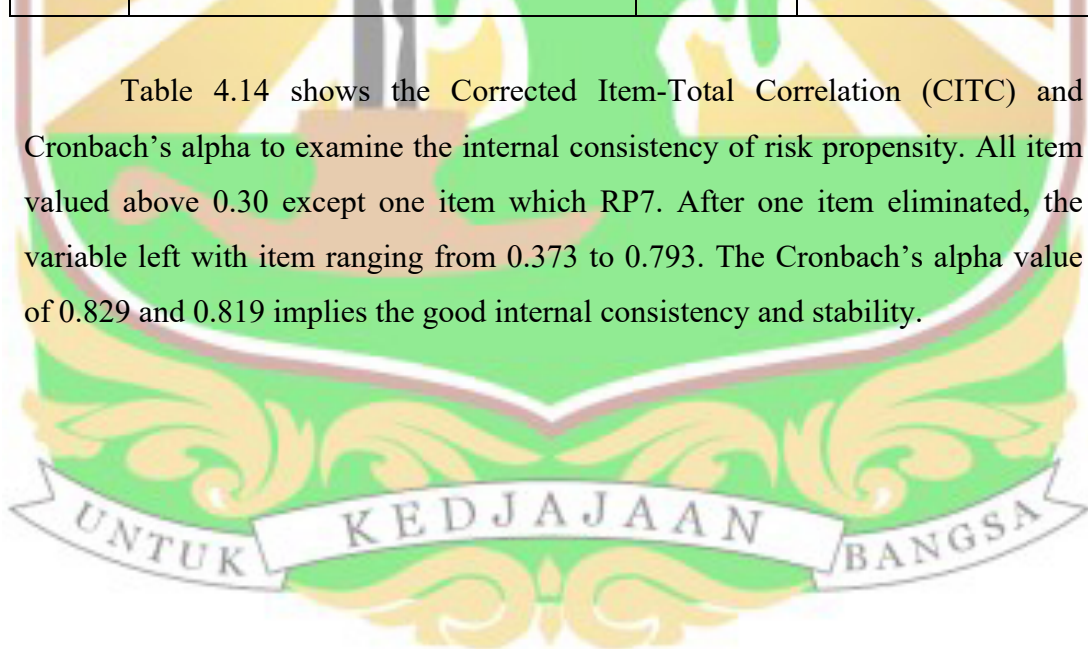 Table 4.14 shows the Corrected Item-Total Correlation (CITC) and
Cronbach’s alpha to examine the internal consistency of risk propensity. All item
valued above 0.30 except one item which RP7. After one item eliminated, the
variable left with item ranging from 0.373 to 0.793. The Cronbach’s alpha value
of 0.829 and 0.819 implies the good internal consistency and stability.
UNTUK KEDJAJAAN BANGSA